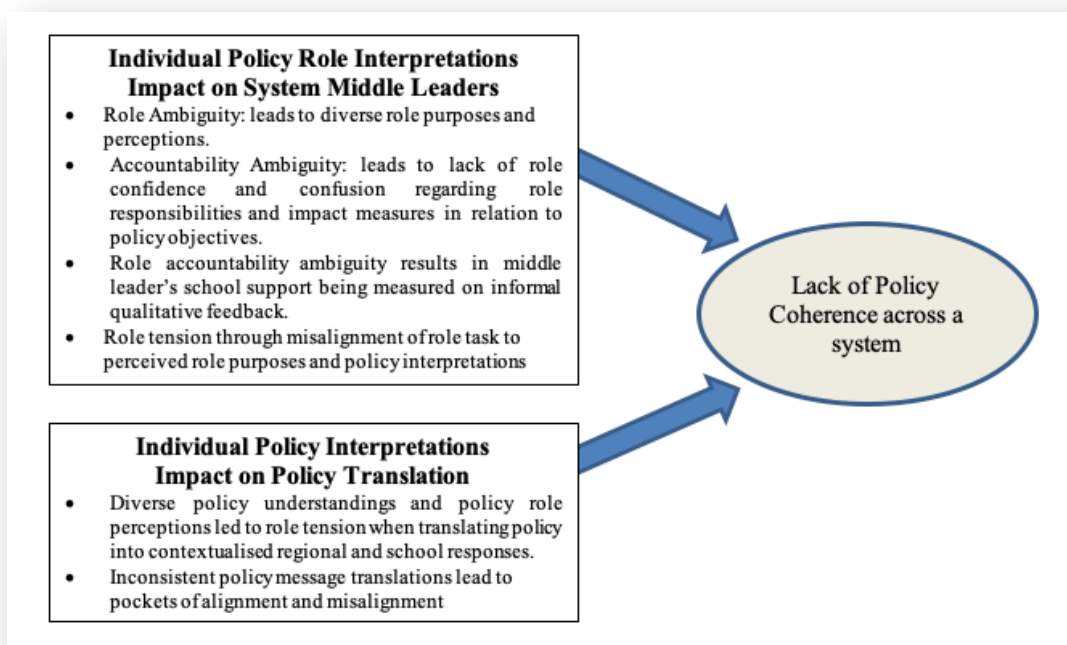 Individual Policy Role Interpretations
Impact on System Middle Leaders
• Role Ambiguity: leads to diverse role purposes and
perceptions.
• Accountability Ambiguity: leads to lack of role
confidence and confusion regarding role
responsibilities and impact measures in relation to
policy objectives.
• Role accountability ambiguity results in middle
leader's school support being measured on informal
qualitative feedback.
• Role tension through misalignment of role task to
perceived role purposes and policy interpretations
Individual Policy Interpretations
Impact on Policy Translation
• Diverse policy understandings and policy role
perceptions led to role tension when translating policy
into contextualised regional and school responses.
• Inconsistent policy message translations lead to
pockets of alignment and misalignment
Lack of Policy
Coherence across a
system